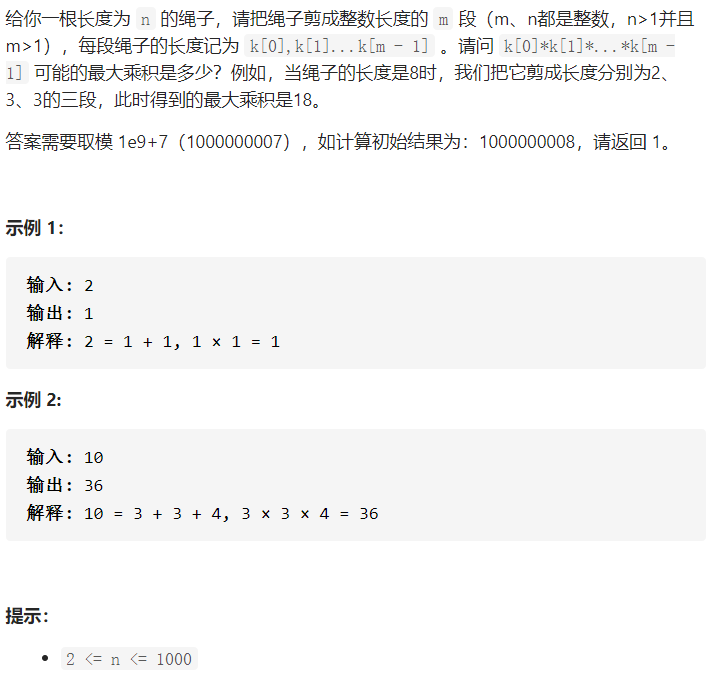 给你一根长度为 n 的绳子，请把绳子剪成整数长度的 m 段（m、n都是整数，n>1并且
m>1），每段绳子的长度记为 k[0],k[1]...k[m - 1] 。请问 k[0]*k[1]*...*k[m -
1] 可能的最大乘积是多少？例如，当绳子的长度是8时，我们把它剪成长度分别为2、
3、3的三段，此时得到的最大乘积是18。
答案需要取模 1e9+7（1000000007），如计算初始结果为：1000000008，请返回 1。
示例 1：
输入：2
输出：1
解释：2 = 1 + 1, 1 × 1 = 1
示例 2:
输入：10
输出：36
解释：10 = 3 + 3 + 4, 3 × 3 × 4 = 36
提示：
• 2 <= n <= 1000